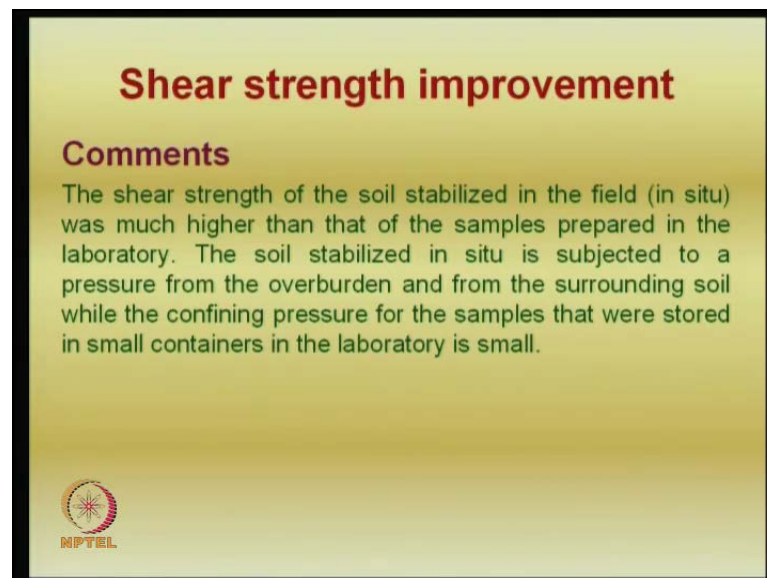 Shear strength improvement
Comments
The shear strength of the soil stabilized in the field (in situ)
was much higher than that of the samples prepared in the
laboratory. The soil stabilized in situ is subjected to a
pressure from the overburden and from the surrounding soil
while the confining pressure for the samples that were stored
in small containers in the laboratory is small.
NPTEL